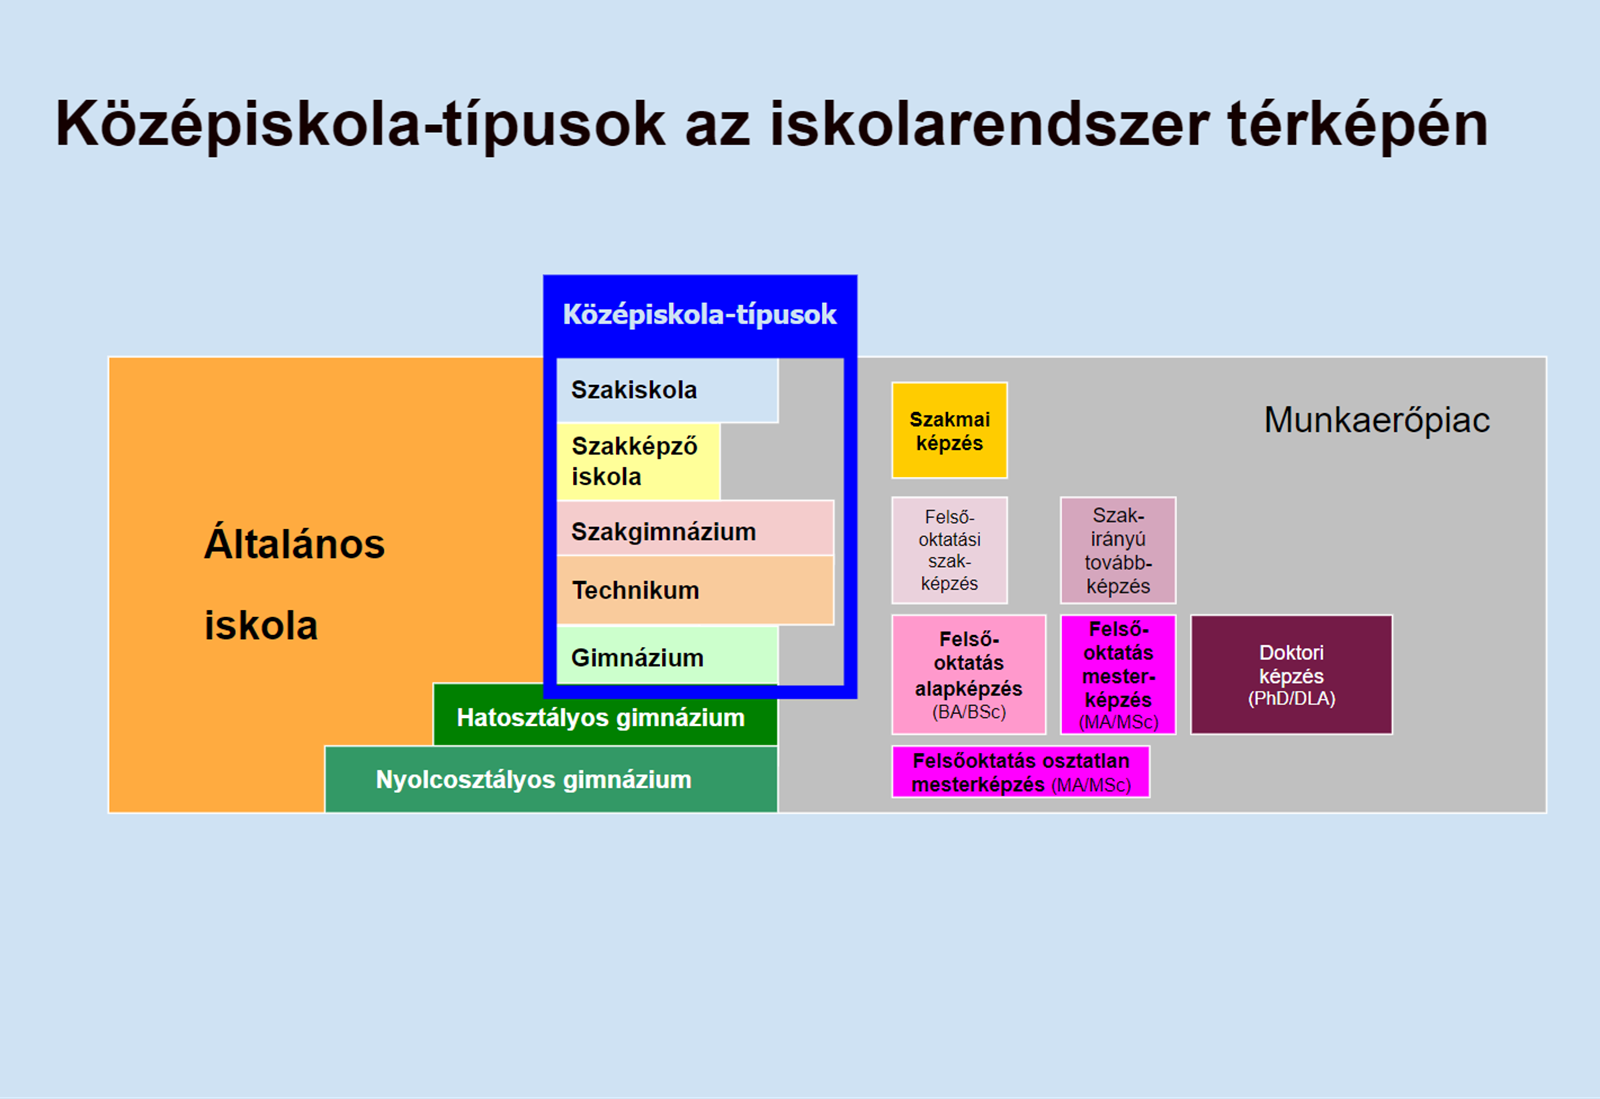 Középiskola-típusok az iskolarendszer térképén
Középiskola-típusok
Általános
iskola
Szakiskola
Szakképző
iskola
Szakgimnázium
Technikum
Gimnázium
Hatosztályos gimnázium
Nyolcosztályos gimnázium
Munkaerőpiac
Szakmai
képzés
Felső-
oktatási
szak-
képzés
Szak-
irányú
tovább-
képzés
Felső-
oktatás
alapképzés
(BA/BSc)
Felső-
oktatás
mester-
képzés
(MA/MSc)
Doktori
képzés
(PhD/DLA)
Felsőoktatás osztatlan
mesterképzés (MA/MSc)